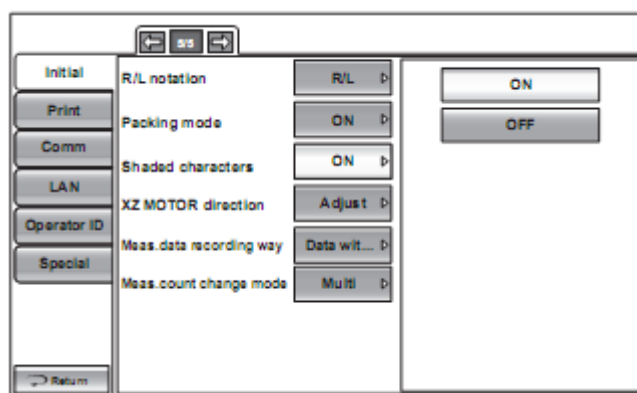 5/5
Initial
Print
Comm
LAN
Operator ID
Special
Return
R/L notation
R/L
Packing mode
ON
Shaded characters
ON
XZ MOTOR direction
Adjust
Meas.data recording way
Data wit...
Meas.count change mode
Multi
ON
OFF